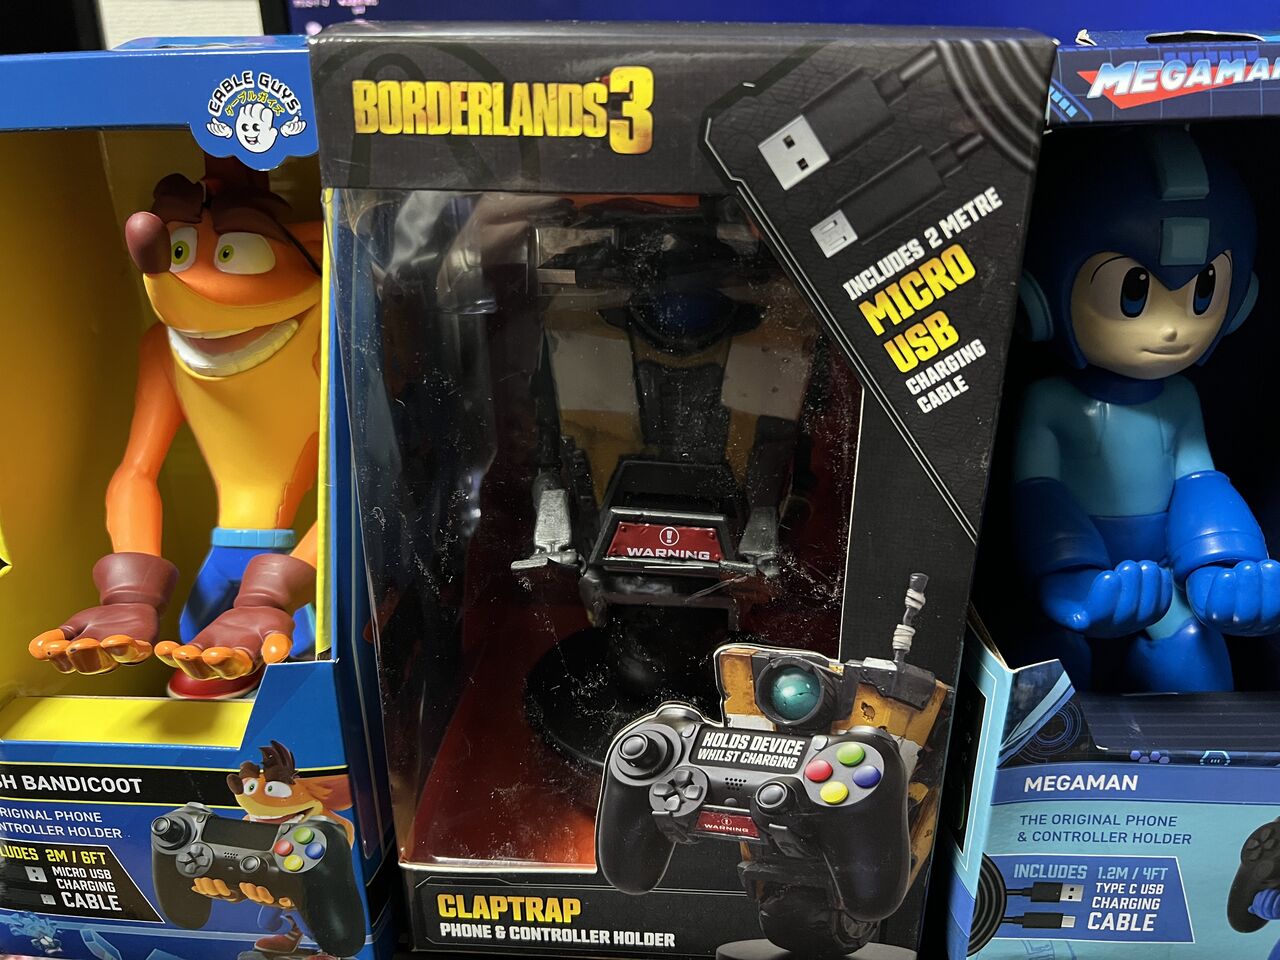 CABLE GUYS
ケーブルガイズ
BORDERLANDS 3
INCLUDES 2 METRE
MICRO
USB
CHARGING
CABLE
MEGAMAN
WARNING
HOLDS DEVICE
WHILST CHARGING
WARNING
CLAPTRAP
PHONE & CONTROLLER HOLDER
SH BANDICOOT
ORIGINAL PHONE
CONTROLLER HOLDER
2M / 6FT
MICRO USB
CHARGING
CABLE
MEGAMAN
THE ORIGINAL PHONE
& CONTROLLER HOLDER
INCLUDES 1.2M / 4FT
TYPE C USB
CHARGING
CABLE